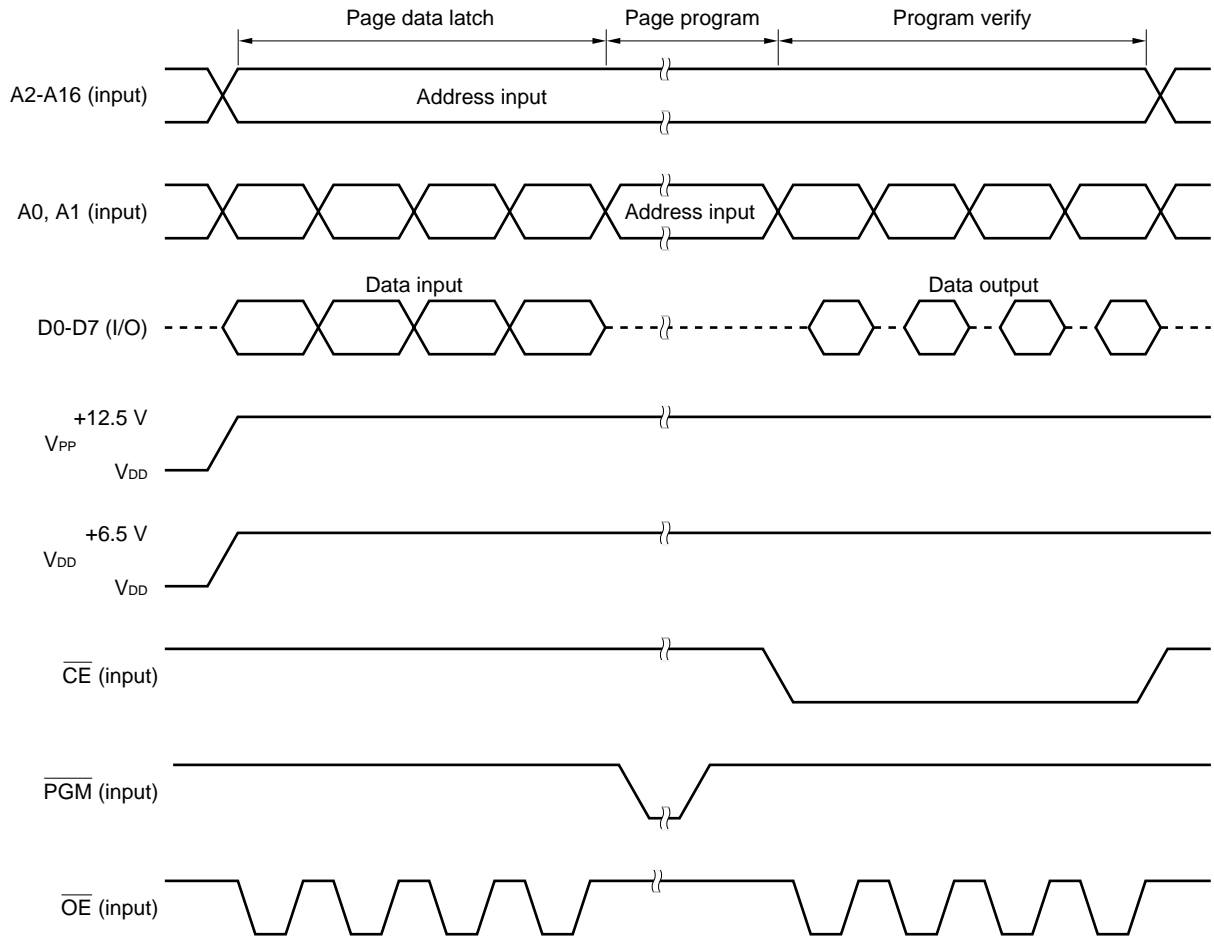 Page data latch Page program Program verify
A2-A16 (input) Address input
A0, A1 (input) Address input
Data input Data output
D0-D7 (I/O)
+12.5 V
VPP
VDD
+6.5 V
VDD
VDD
CE (input)
PGM (input)
OE (input)